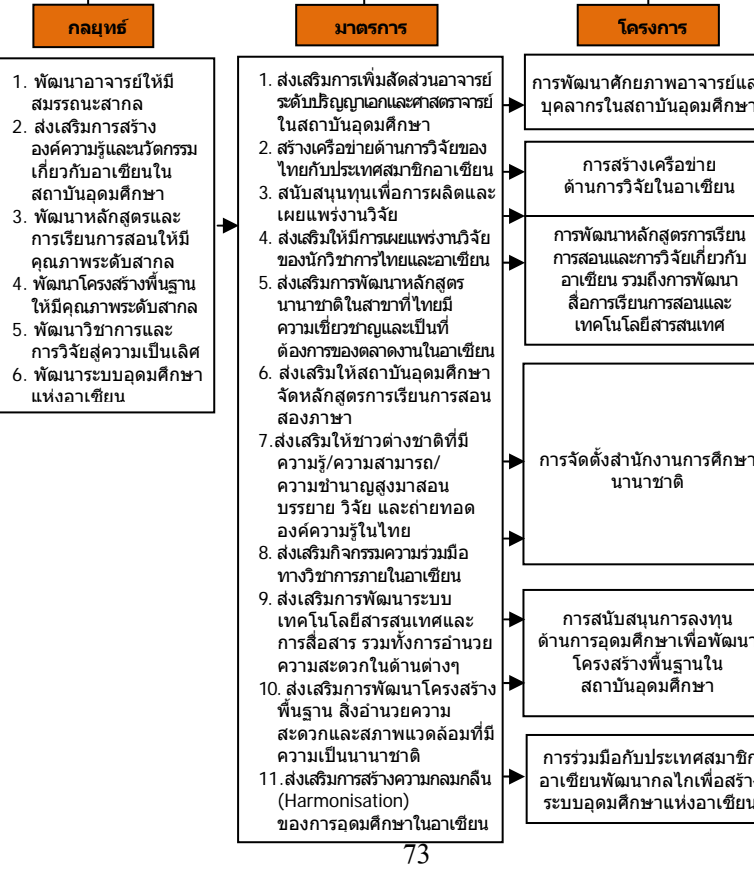 กลยุทธ์
1. พัฒนาอาจารย์ให้มี
สมรรถนะสากล
2. ส่งเสริมการสร้าง
องค์ความรู้และนวัตกรรม
เกี่ยวกับอาเซียนใน
สถาบันอุดมศึกษา
3. พัฒนาหลักสูตรและ
การเรียนการสอนให้มี
คุณภาพระดับสากล
4. พัฒนาโครงสร้างพื้นฐาน
ให้มีคุณภาพระดับสากล
5. พัฒนาวิชาการและ
การวิจัยสู่ความเป็นเลิศ
6. พัฒนาระบบอุดมศึกษา
แห่งอาเซียน
มาตรการ
1. ส่งเสริมการเพิ่มสัดส่วนอาจารย์
ระดับปริญญาเอกและศาสตราจารย์
ในสถาบันอุดมศึกษา
2. สร้างเครือข่ายด้านการวิจัยของ
ไทยกับประเทศสมาชิกอาเซียน
3. สนับสนุนทุนเพื่อการผลิตและ
เผยแพร่งานวิจัย
4. ส่งเสริมให้มีการเผยแพร่งานวิจัย
ของนักวิชาการไทยและอาเซียน
5. ส่งเสริมการพัฒนาหลักสูตร
นานาชาติในสาขาที่ไทยมี
ความเชี่ยวชาญและเป็นที่
ต้องการของตลาดงานในอาเซียน
6. ส่งเสริมให้สถาบันอุดมศึกษา
จัดหลักสูตรการเรียนการสอน
สองภาษา
7.ส่งเสริมให้ชาวต่างชาติที่มี
ความรู้/ความสามารถ/
ความชำนาญสูงมาสอน
บรรยาย วิจัย และถ่ายทอด
องค์ความรู้ในไทย
8. ส่งเสริมกิจกรรมความร่วมมือ
ทางวิชาการภายในอาเซียน
9. ส่งเสริมการพัฒนาระบบ
เทคโนโลยีสารสนเทศและ
การสื่อสาร รวมทั้งการอำนวย
ความสะดวกในด้านต่างๆ
10. ส่งเสริมการพัฒนาโครงสร้าง
พื้นฐาน สิ่งอำนวยความ
สะดวกและสภาพแวดล้อมที่มี
ความเป็นนานาชาติ
11.ส่งเสริมการสร้างความกลมกลืน
(Harmonisation)
ของการอุดมศึกษาในอาเซียน
โครงการ
การพัฒนาศักยภาพอาจารย์แล
บุคลากรในสถาบันอุดมศึกษา
การสร้างเครือข่าย
ด้านการวิจัยในอาเซียน
การพัฒนาหลักสูตรการเรียน
การสอนและการวิจัยเกี่ยวกับ
อาเซียน รวมถึงการพัฒนา
สื่อการเรียนการสอนและ
เทคโนโลยีสารสนเทศ
การจัดตั้งสำนักงานการศึกษา
นานาชาติ
การสนับสนุนการลงทุน
ด้านการอุดมศึกษาเพื่อพัฒนา
โครงสร้างพื้นฐานใน
สถาบันอุดมศึกษา
การร่วมมือกับประเทศสมาชิก
อาเซียนพัฒนากลไกเพื่อสร้าง
ระบบอุดมศึกษาแห่งอาเซียน
73